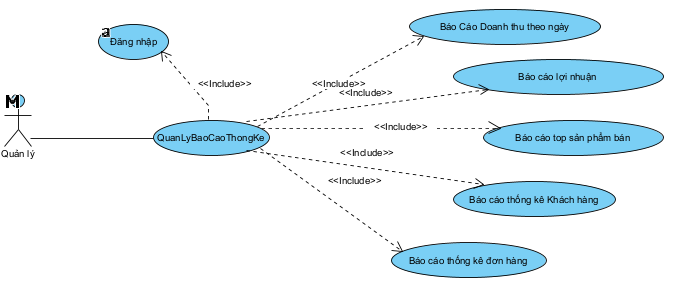 Báo Cáo Doanh thu theo ngày
a
Đăng nhập
Báo cáo lợi nhuận
<<Include>>
<<Include>>
<<Include>>
M
Quản lý
QuanLyBaoCaoThongKe
<<Include>>
Báo cáo top sản phẩm bán
<<Include>>
<<Include>>
Báo cáo thống kê Khách hàng
Báo cáo thống kê đơn hàng